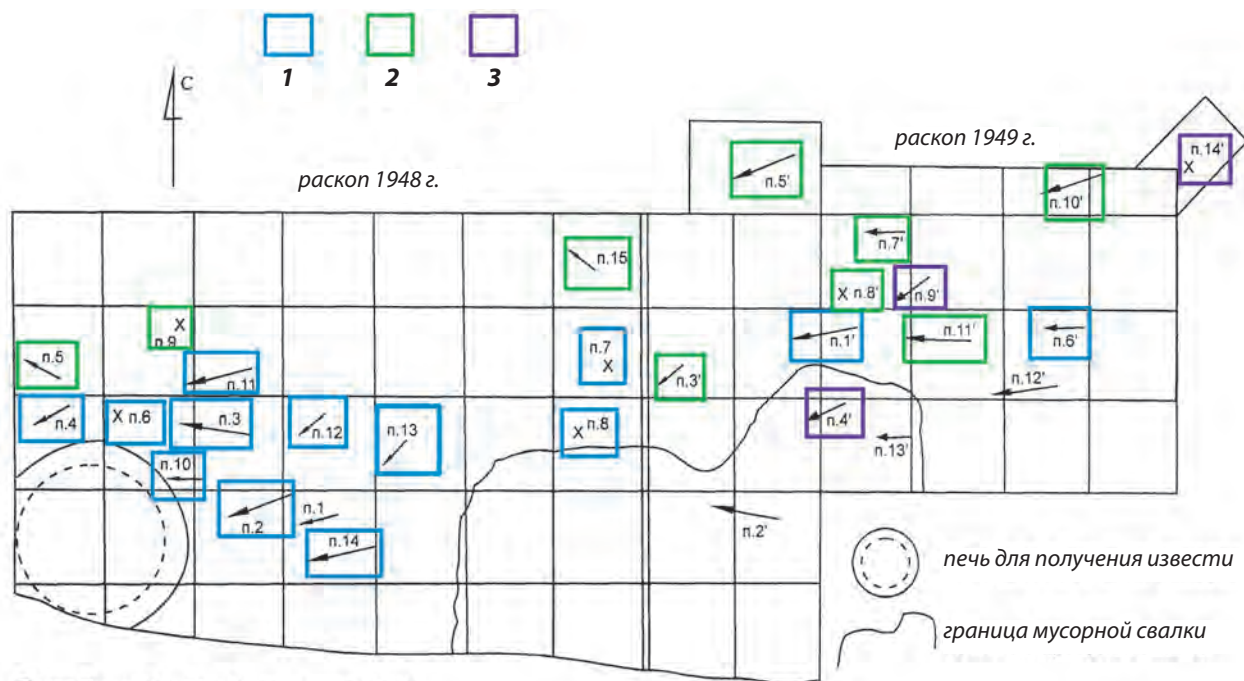 1 2 3
С
раскоп 1948 г.
раскоп 1949 г.
п.14'
п.5'
п.10'
п.7'
п.15
п.9'
п.8'
п.9
п.1'
п.11'
п.6'
п.5
п.7
п.11
п.3'
п.12'
п.4
п.6
п.3
п.12
п.13
п.8
п.4'
п.13'
п.10
п.2
п.1
п.14
п.2'
печь для получения извести
граница мусорной свалки